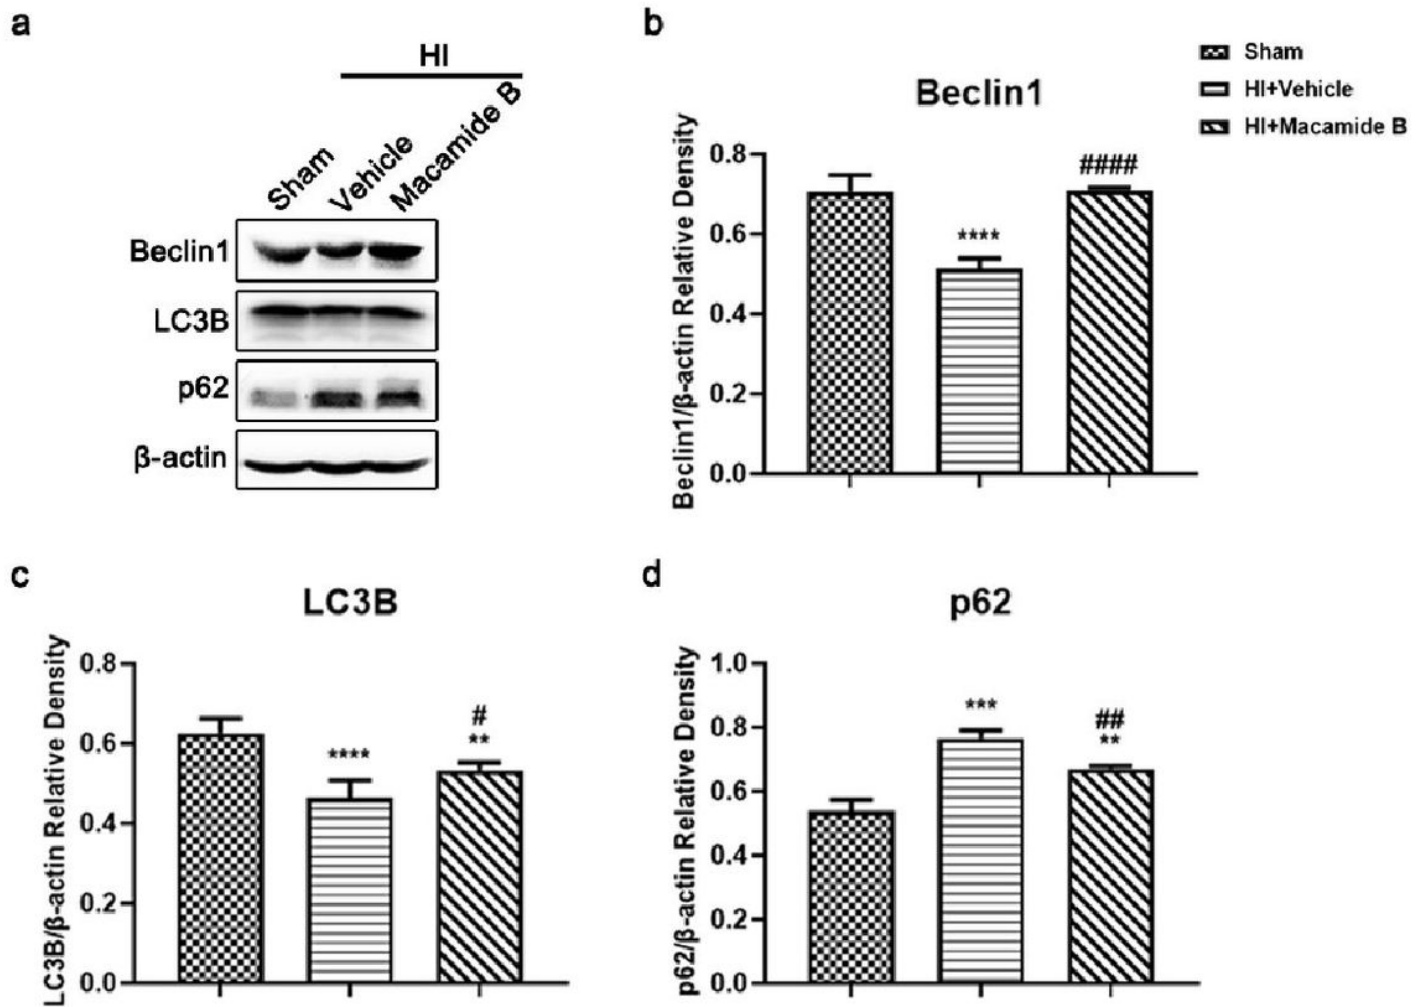 a
HI
Sham
Vehicle
Macamide B
Beclin1
LC3B
p62
β-actin
b
Sham
HI+Vehicle
HI+Macamide B
Beclin1
Beclin1/β-actin Relative Density
0.8
0.6
0.4
0.2
0.0
****
####
c
LC3B
LC3B/β-actin Relative Density
0.8
0.6
0.4
0.2
0.0
****
#
**
d
p62
p62/β-actin Relative Density
1.0
0.8
0.6
0.4
0.2
0.0
***
##
**